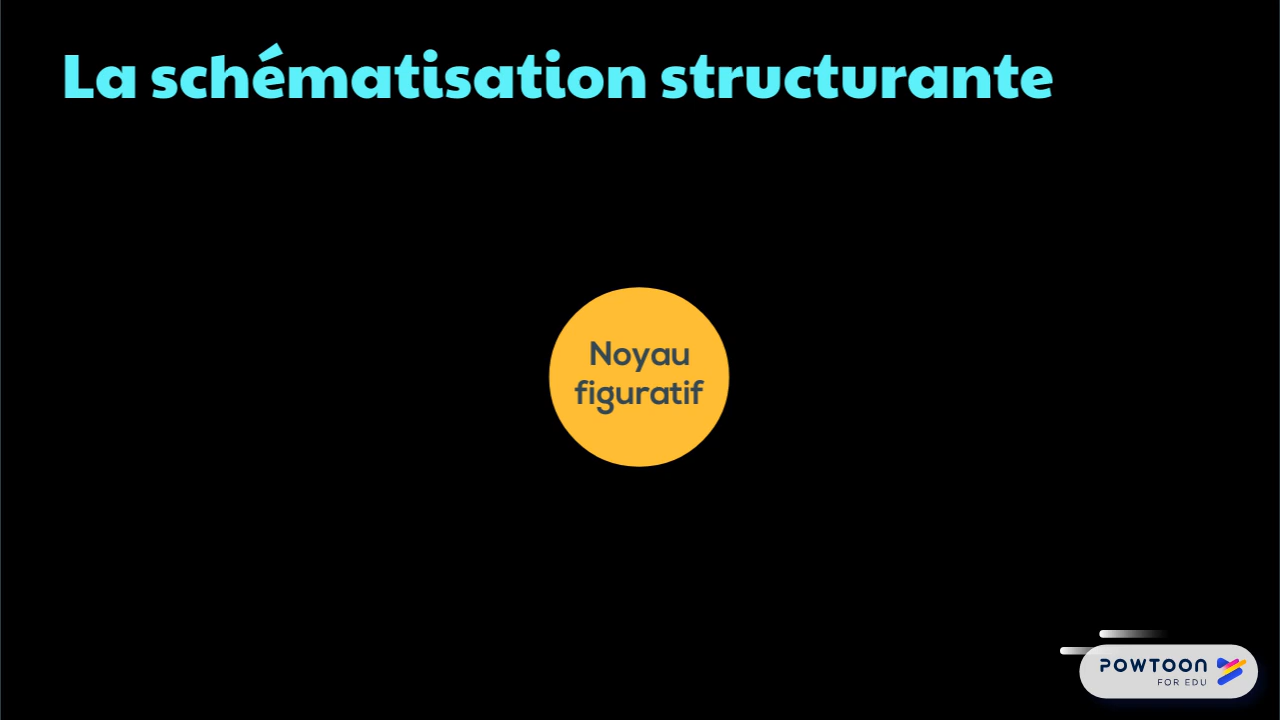 La schématisation structurante
Noyau
figuratif
POWTOON
FOR EDU